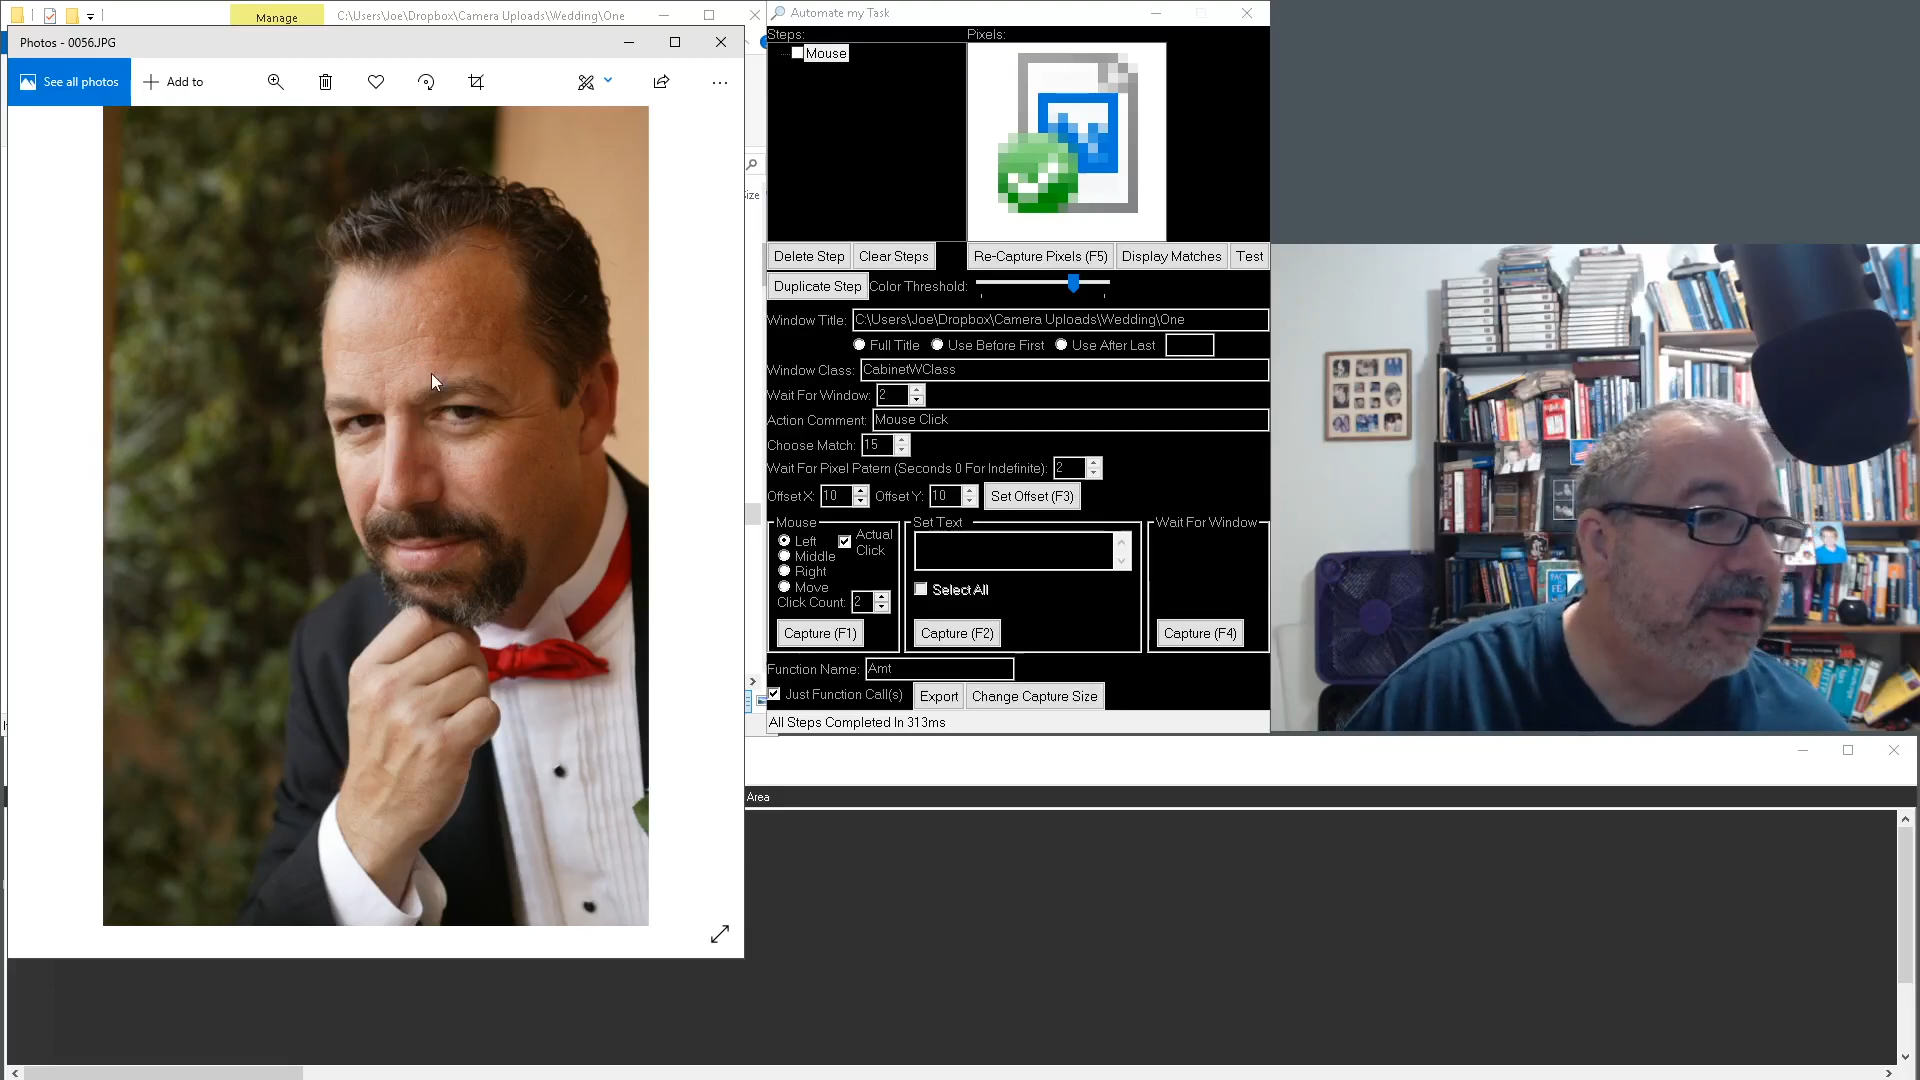 Manage
C:\Users\Joe\Dropbox\Camera Uploads\Wedding\One
Photos - 0056.JPG
See all photos
Add to
Automate my Task
Steps:
Pixels:
Mouse
Delete Step
Clear Steps
Re-Capture Pixels (F5)
Display Matches
Test
Duplicate Step
Color Threshold:
Window Title: C:\Users\Joe\Dropbox\Camera Uploads\Wedding\One
Full Title
Use Before First
Use After Last
Window Class: CabinetWClass
Wait For Window: 2
Action Comment: Mouse Click
Choose Match: 15
Wait For Pixel Patern (Seconds 0 For Indefinite): 2
Offset X: 10 Offset Y: 10 Set Offset (F3)
Mouse
Left
Actual Click
Middle
Right
Move
Click Count: 2
Capture (F1)
Set Text
Select All
Capture (F2)
Wait For Window
Capture (F4)
Function Name: Amt
Just Function Call(s)
Export
Change Capture Size
All Steps Completed In 313ms
Area